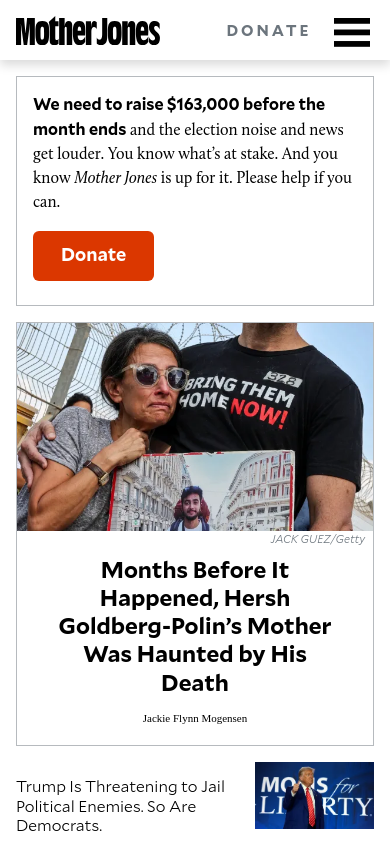 Mother Jones
DONATE
We need to raise $163,000 before the
month ends and the election noise and news
get louder. You know what’s at stake. And you
know Mother Jones is up for it. Please help if you
can.
Donate
323
BRING THEM
HOME NOW!
JACK GUEZ/Getty
Months Before It
Happened, Hersh
Goldberg-Polin’s Mother
Was Haunted by His
Death
Jackie Flynn Mogensen
Trump Is Threatening to Jail
Political Enemies. So Are
Democrats.
for